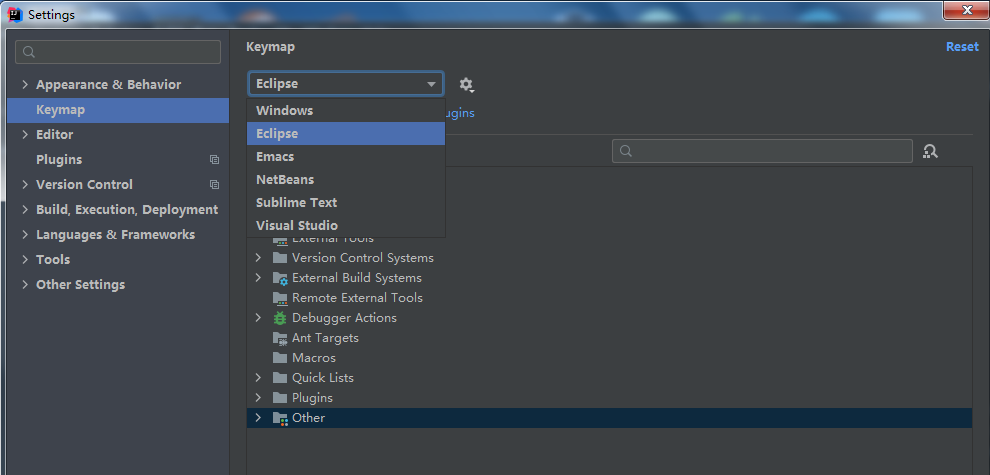 Settings
Keymap
Reset
Appearance & Behavior
Keymap
Editor
Plugins
Version Control
Build, Execution, Deployment
Languages & Frameworks
Tools
Other Settings
Eclipse
Windows
Eclipse
Emacs
NetBeans
Sublime Text
Visual Studio
ugins
External Tools
Version Control Systems
External Build Systems
Remote External Tools
Debugger Actions
Ant Targets
Macros
Quick Lists
Plugins
Other